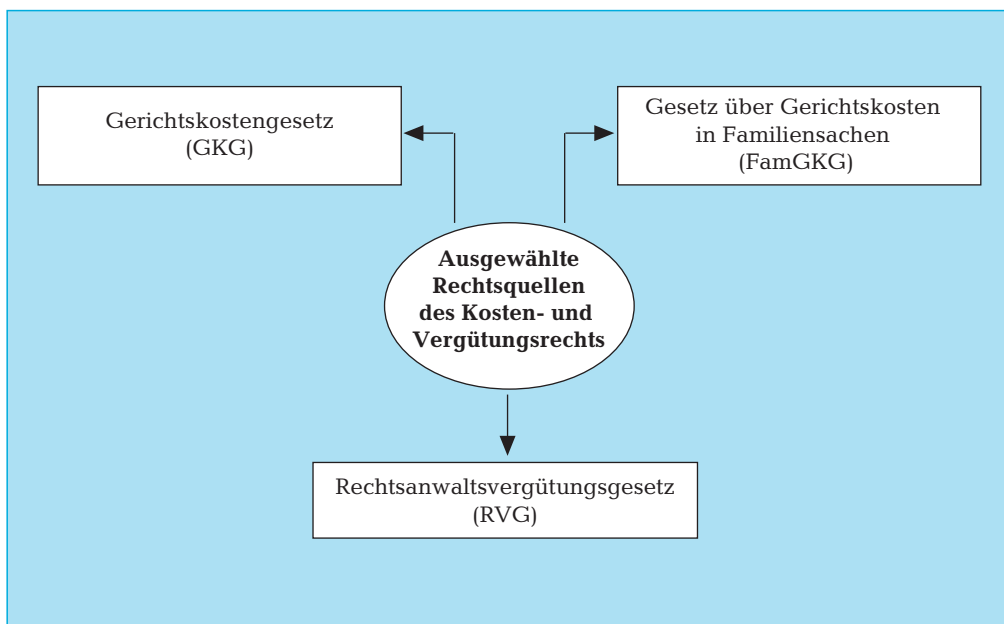 Gerichtskostengesetz
(GKG)
Gesetz über Gerichtskosten
in Familiensachen
(FamGKG)
Ausgewählte
Rechtsquellen
des Kosten- und
Vergütungsrechts
Rechtsanwaltsvergütungsgesetz
(RVG)